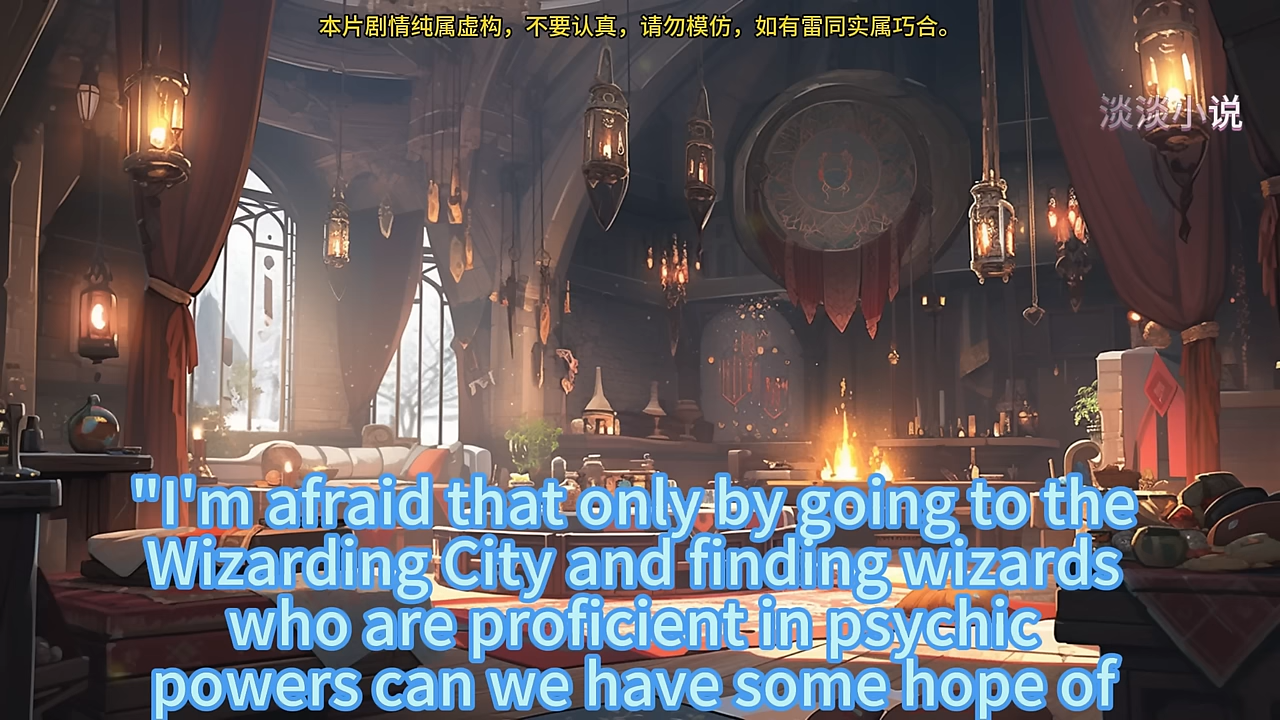 本片剧情纯属虚构，不要认真，请勿模仿，如有雷同实属巧合。
淡淡小说
"I'm afraid that only by going to the
Wizarding City and finding wizards
who are proficient in psychic
powers can we have some hope of